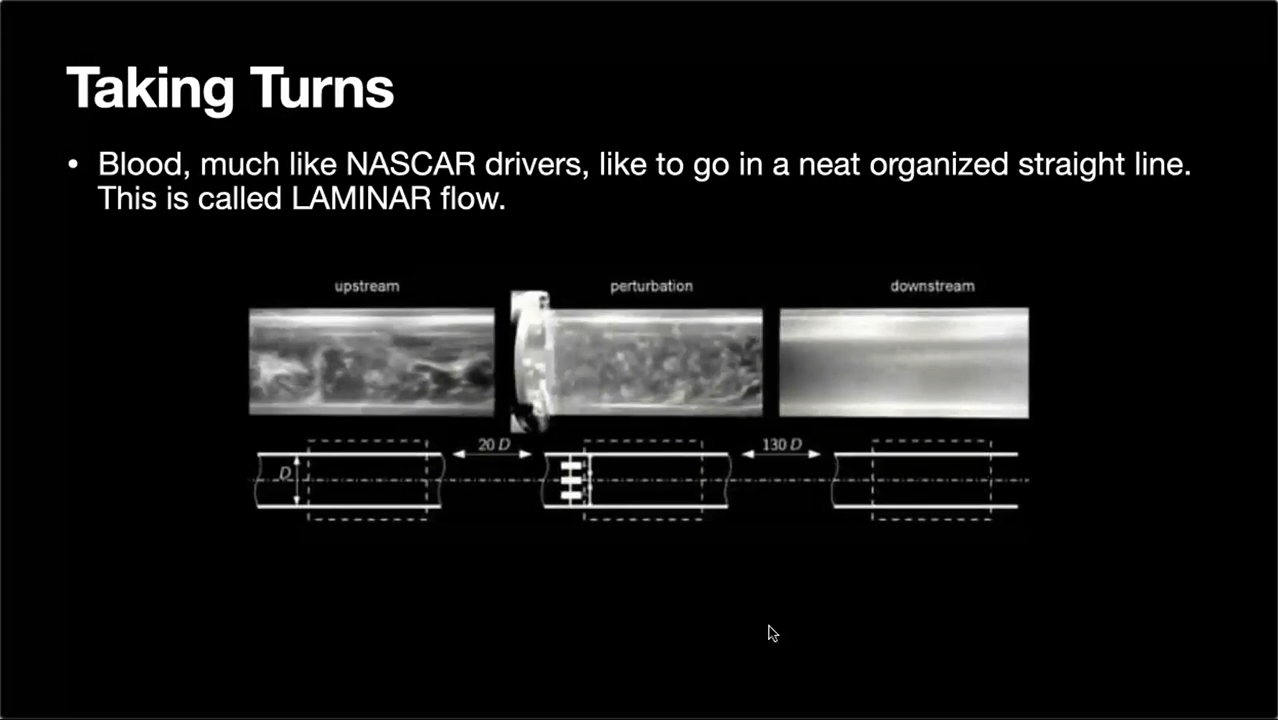 Taking Turns
• Blood, much like NASCAR drivers, like to go in a neat organized straight line.
This is called LAMINAR flow.
upstream
perturbation
downstream
20 D
130 D
D